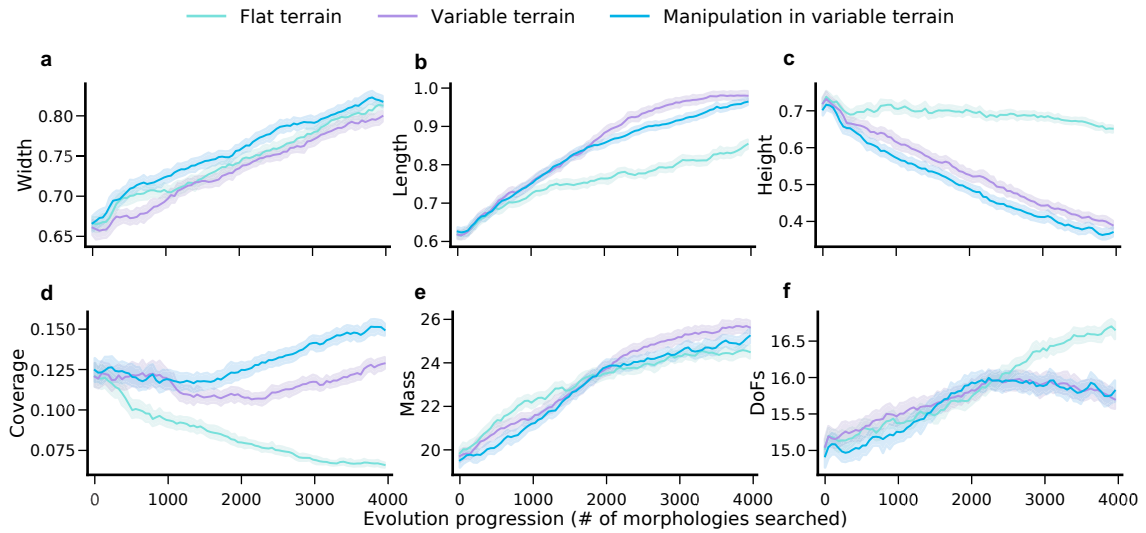 Flat terrain Variable terrain Manipulation in variable terrain
a b c
Width
0.80
0.75
0.70
0.65
Length
1.0
0.9
0.8
0.7
0.6
Height
0.7
0.6
0.5
0.4
d e f
Coverage
0.150
0.125
0.100
0.075
0 1000 2000 3000 4000
Mass
26
24
22
20
0 1000 2000 3000 4000
DoFs
16.5
16.0
15.5
15.0
0 1000 2000 3000 4000
Evolution progression (# of morphologies searched)